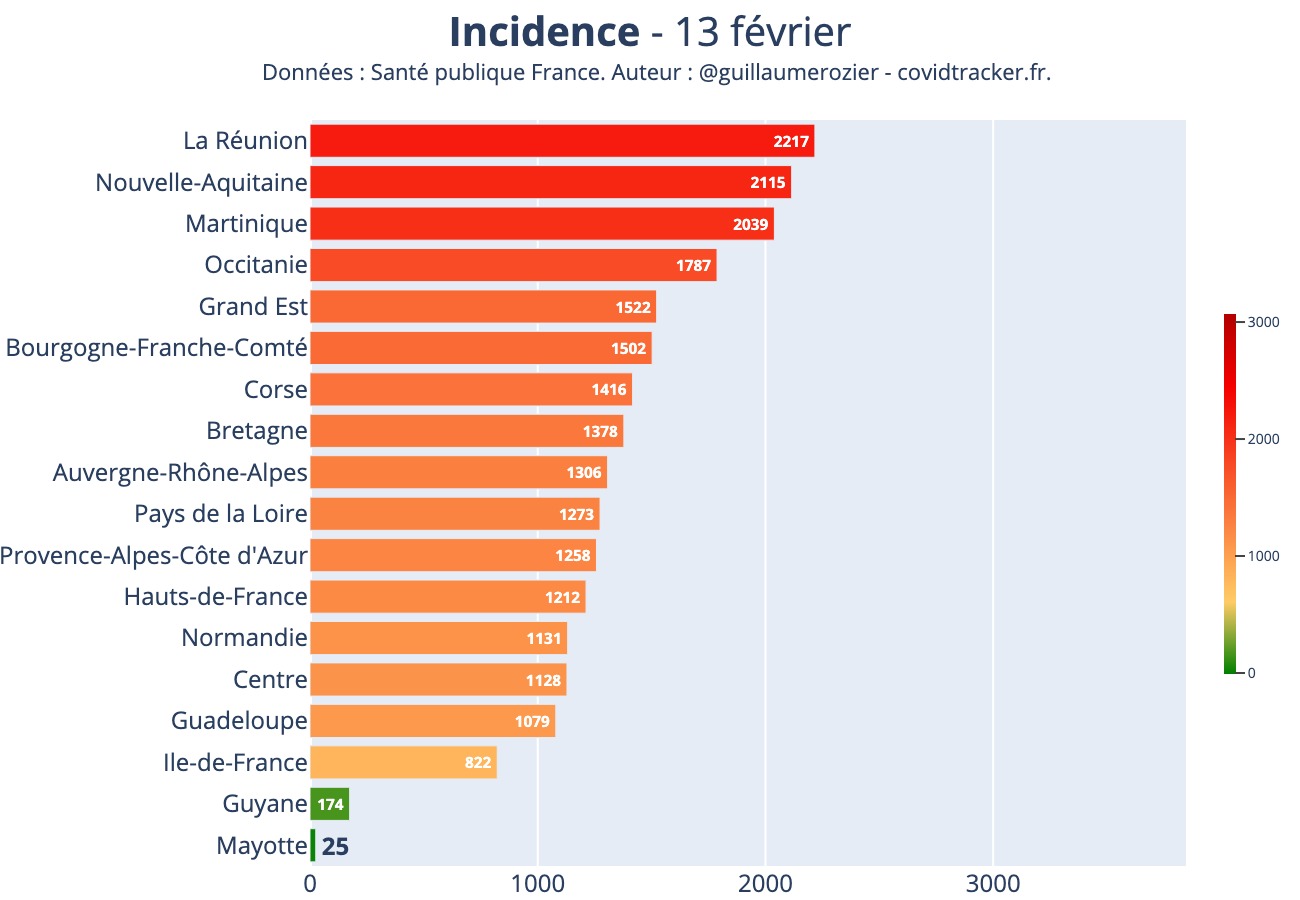 Incidence - 13 février
Données : Santé publique France. Auteur : @guillaumerozier - covidtracker.fr.
La Réunion 2217
Nouvelle-Aquitaine 2115
Martinique 2039
Occitanie 1787
Grand Est 1522
Bourgogne-Franche-Comté 1502
Corse 1416
Bretagne 1378
Auvergne-Rhône-Alpes 1306
Pays de la Loire 1273
Provence-Alpes-Côte d'Azur 1258
Hauts-de-France 1212
Normandie 1131
Centre 1128
Guadeloupe 1079
Ile-de-France 822
Guyane 174
Mayotte 25
0 1000 2000 3000
3000
2000
1000
0